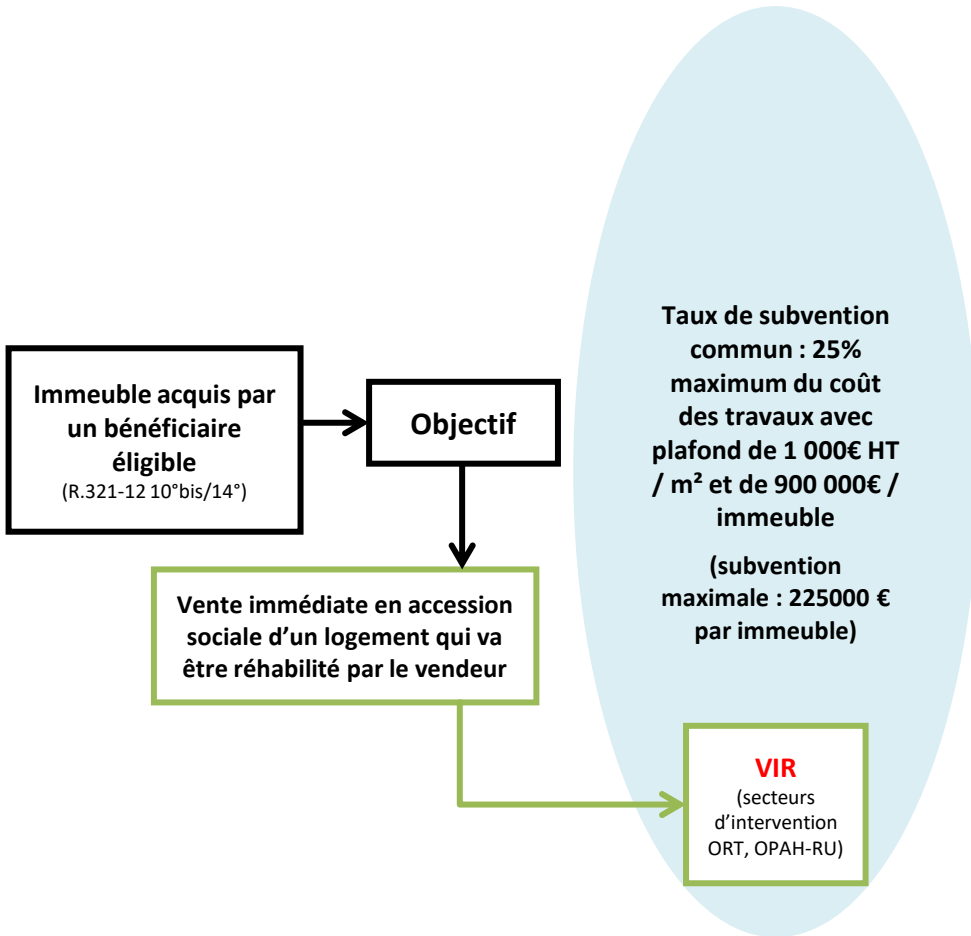 Immeuble acquis par
un bénéficiaire
éligible
(R.321-12 10°bis/14°)
Objectif
Vente immédiate en accession
sociale d’un logement qui va
être réhabilité par le vendeur
Taux de subvention
commun : 25%
maximum du coût
des travaux avec
plafond de 1 000€ HT
/ m² et de 900 000€ /
immeuble
(subvention
maximale : 225000 €
par immeuble)
VIR
(secteurs
d’intervention
ORT, OPAH-RU)